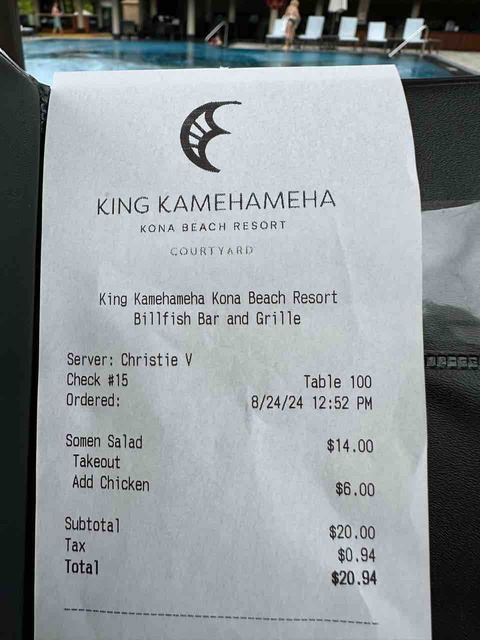 KING KAMEHAMEHA
KONA BEACH RESORT
COURTYARD
King Kamehameha Kona Beach Resort
Billfish Bar and Grille
Server: Christie V
Check #15 Table 100
Ordered: 8/24/24 12:52 PM
Somen Salad $14.00
Takeout
Add Chicken $6.00
Subtotal $20.00
Tax $0.94
Total $20.94